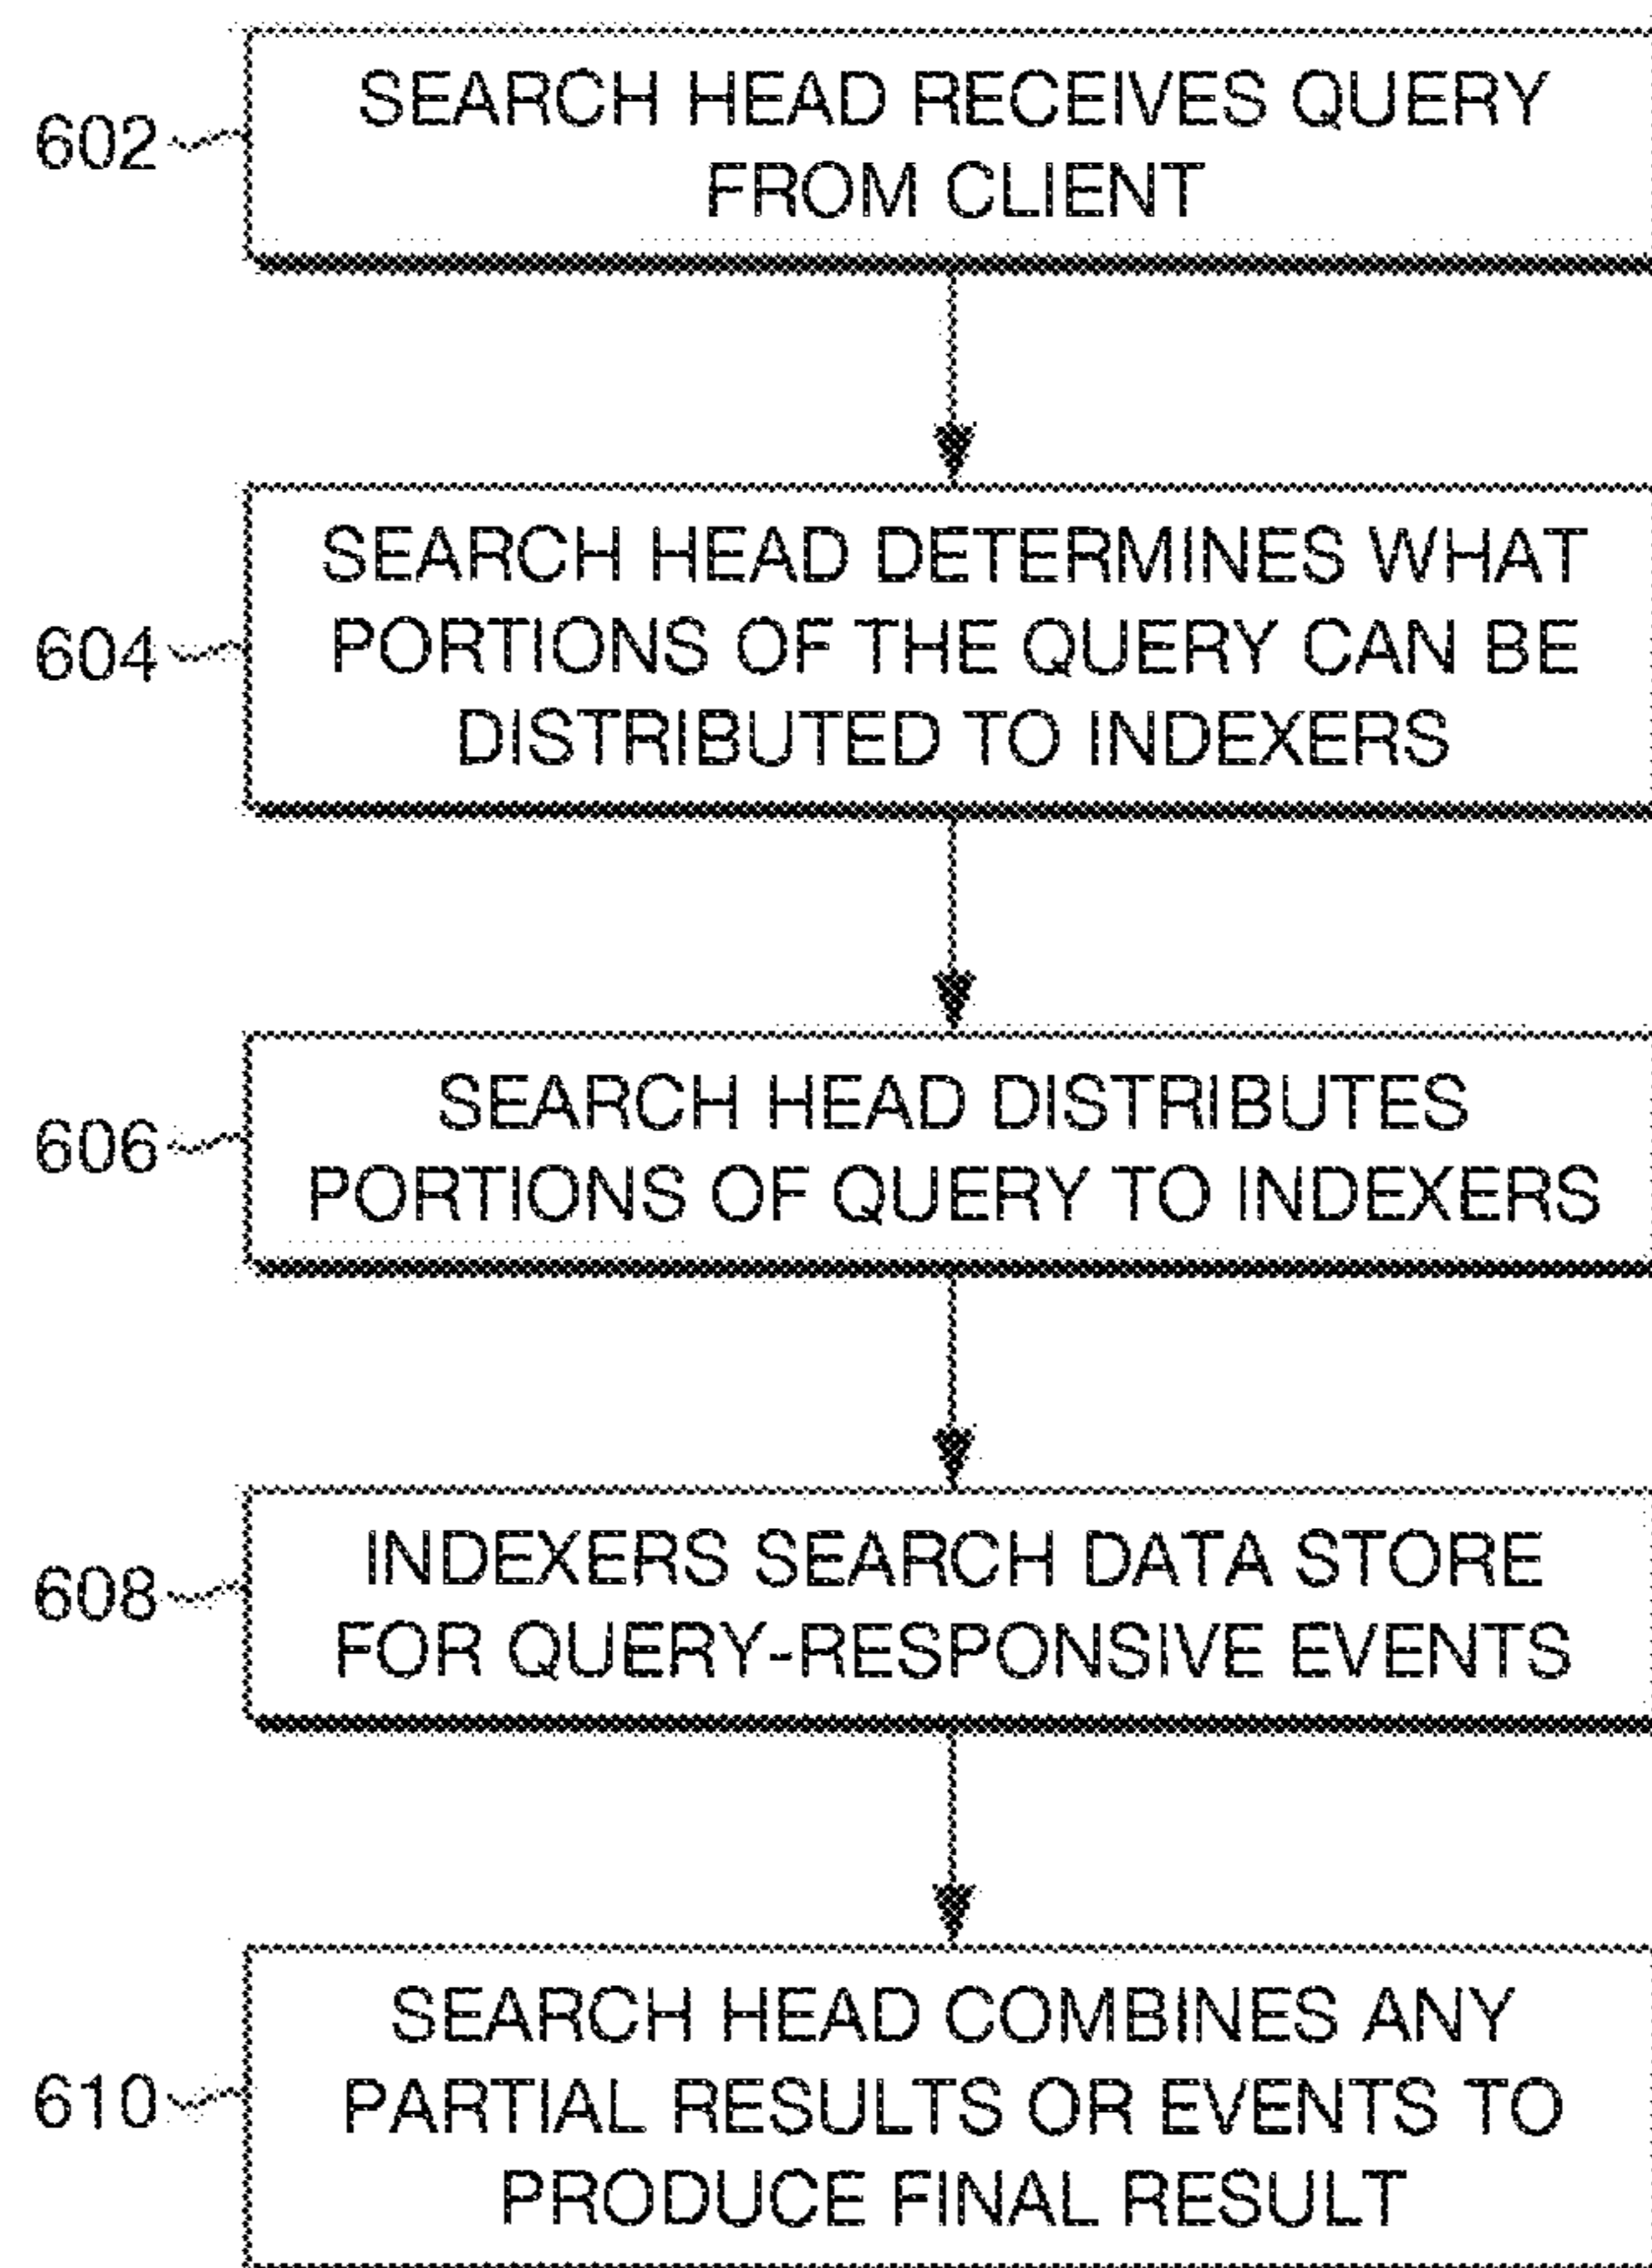 602
SEARCH HEAD RECEIVES QUERY
FROM CLIENT
604
SEARCH HEAD DETERMINES WHAT
PORTIONS OF THE QUERY CAN BE
DISTRIBUTED TO INDEXERS
606
SEARCH HEAD DISTRIBUTES
PORTIONS OF QUERY TO INDEXERS
608
INDEXERS SEARCH DATA STORE
FOR QUERY-RESPONSIVE EVENTS
610
SEARCH HEAD COMBINES ANY
PARTIAL RESULTS OR EVENTS TO
PRODUCE FINAL RESULT